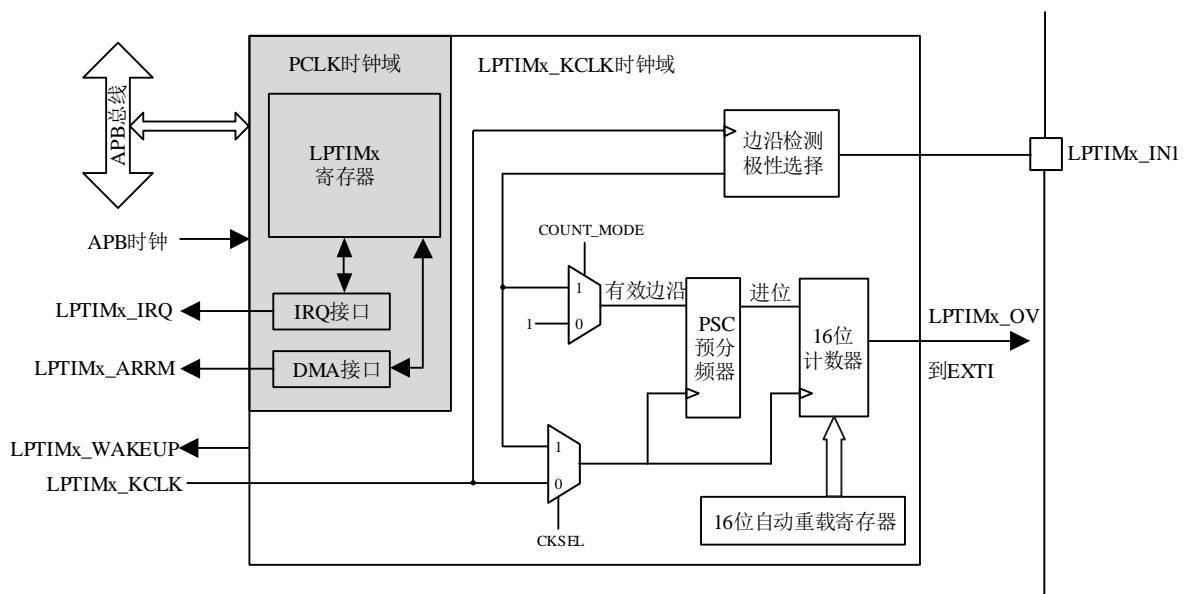 PCLK时钟域
LPTIMx_KCLK时钟域
APB总线
LPTIMx
寄存器
边沿检测
极性选择
LPTIMx_IN1
APB时钟
COUNT_MODE
1
有效边沿
进位
LPTIMx_IRQ
IRQ接口
1
0
PSC
预分
频器
16位
计数器
LPTIMx_OV
到EXTI
LPTIMx_ARRM
DMA接口
LPTIMx_WAKEUP
1
LPTIMx_KCLK
0
16位自动重载寄存器
CKSEL